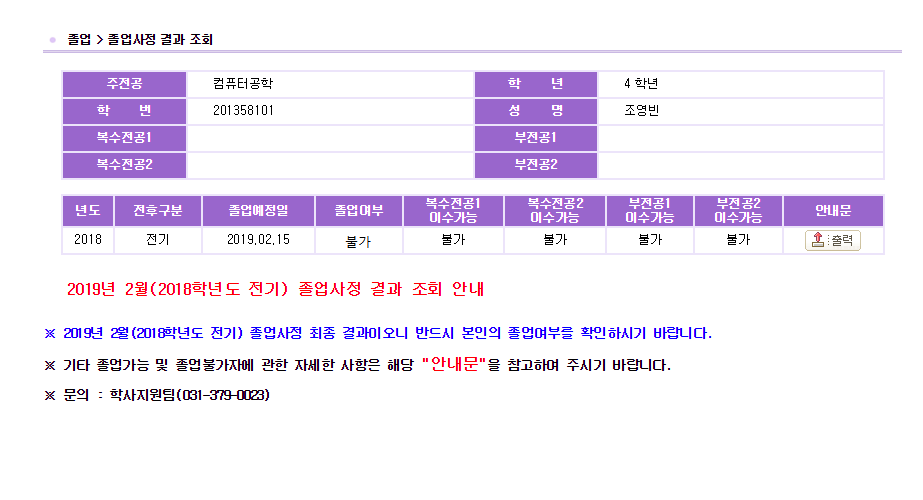 졸업 > 졸업사정 결과 조회
주전공 컴퓨터공학 학 년 4 학년
학 번 201358101 성 명 조영빈
복수전공1 부전공1
복수전공2 부전공2
년도 전후구분 졸업예정일 졸업여부 복수전공1 이수가능 복수전공2 이수가능 부전공1 이수가능 부전공2 이수가능 안내문
2018 전기 2019.02.15 불가 불가 불가 불가 불가 출력
2019년 2월(2018학년도 전기) 졸업사정 결과 조회 안내
※ 2019년 2월(2018학년도 전기) 졸업사정 최종 결과이오니 반드시 본인의 졸업여부를 확인하시기 바랍니다.
※ 기타 졸업가능 및 졸업불가자에 관한 자세한 사항은 해당 "안내문"을 참고하여 주시기 바랍니다.
※ 문의 : 학사지원팀(031-379-0023)